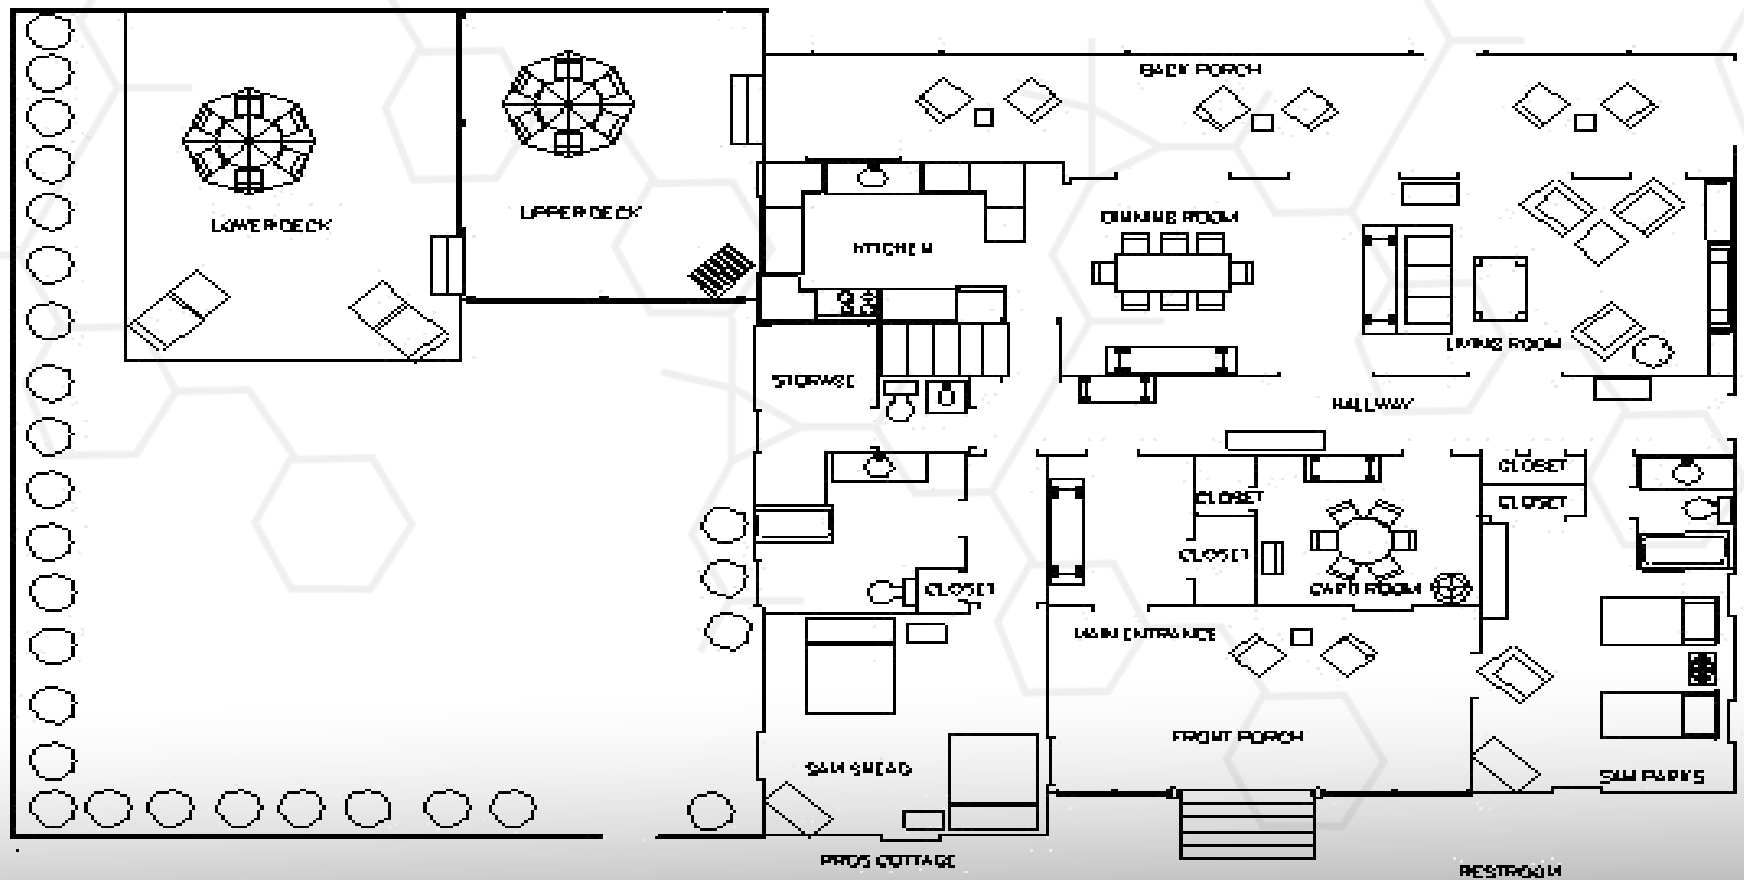 BACK PORCH
LOWER DECK
UPPER DECK
DINNING ROOM
KITCHEN
LIVING ROOM
STORAGE
HALLWAY
CLOSET
CLOSET
CLOSET
CLOSET
CLOSET
CARD ROOM
MAIN ENTRANCE
FRONT PORCH
SAM SNEAD
SAM PARKS
PROS COTTAGE
RESTROOM